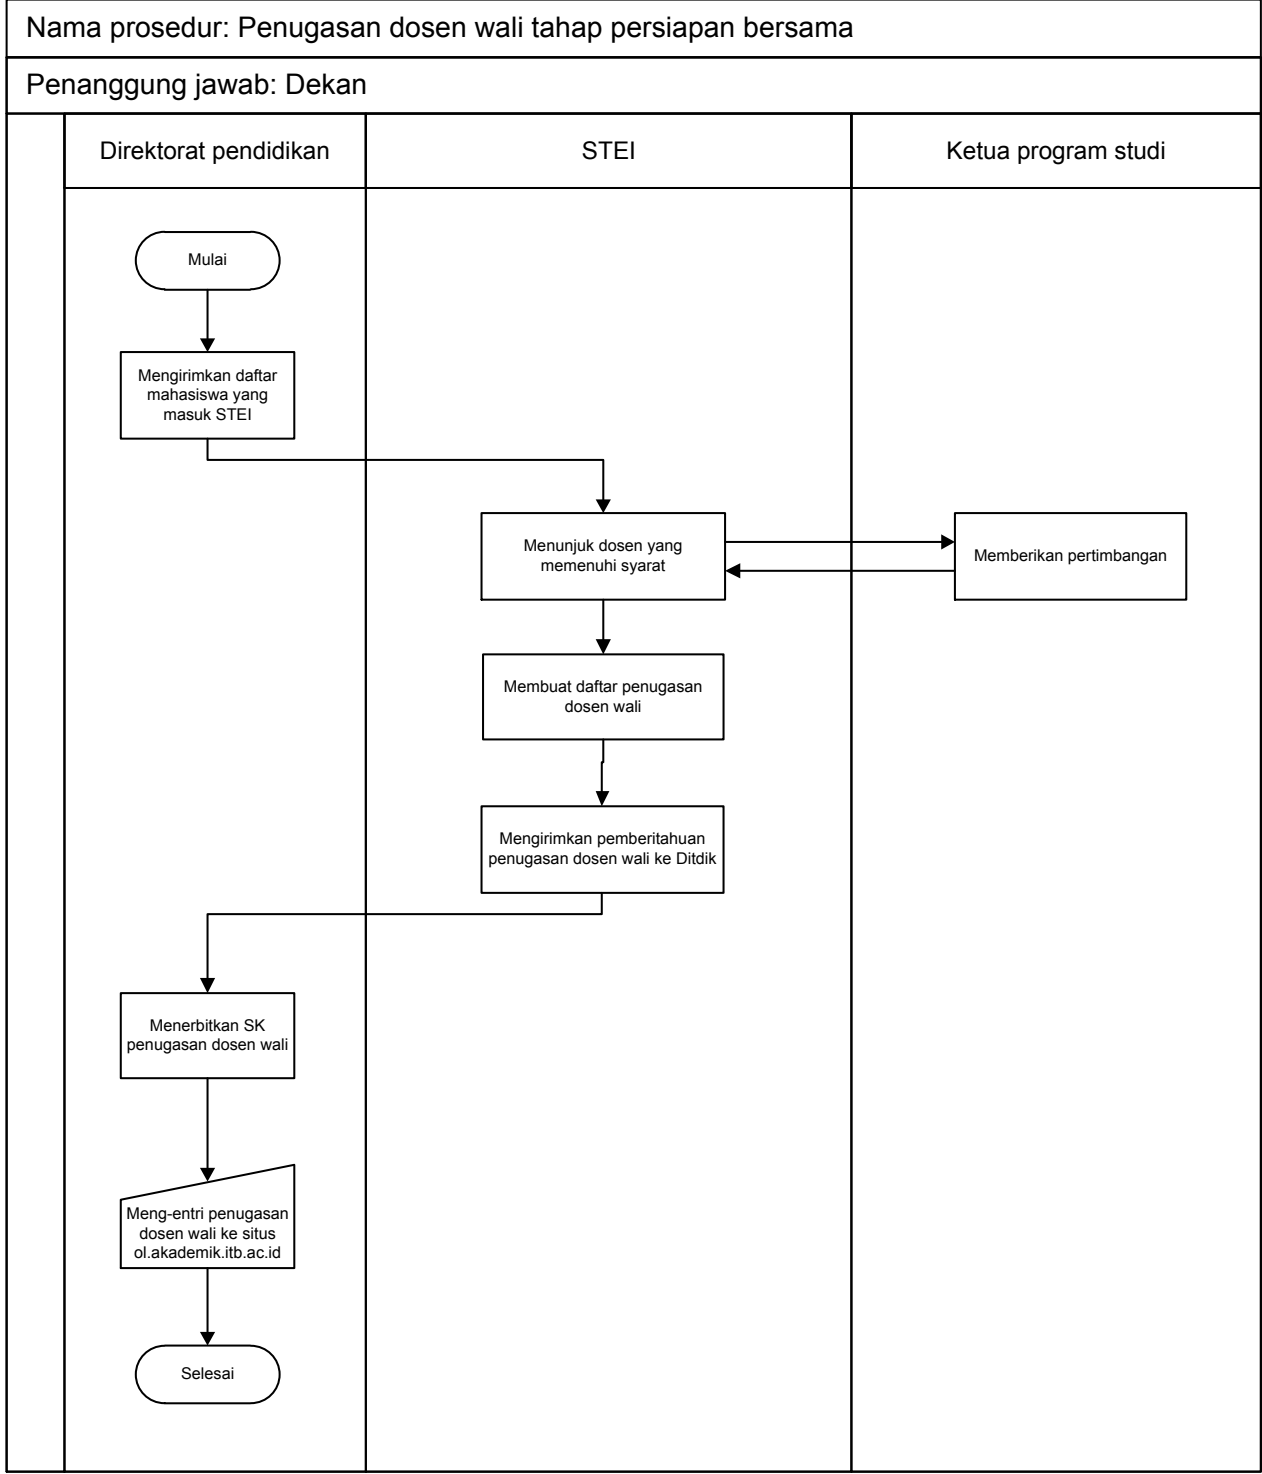 Nama prosedur: Penugasan dosen wali tahap persiapan bersama
Penanggung jawab: Dekan
Direktorat pendidikan
STEI
Ketua program studi
Mulai
Mengirimkan daftar
mahasiswa yang
masuk STEI
Menunjuk dosen yang
memenuhi syarat
Memberikan pertimbangan
Membuat daftar penugasan
dosen wali
Mengirimkan pemberitahuan
penugasan dosen wali ke Ditdik
Menerbitkan SK
penugasan dosen wali
Meng-entri penugasan
dosen wali ke situs
ol.akademik.itb.ac.id
Selesai